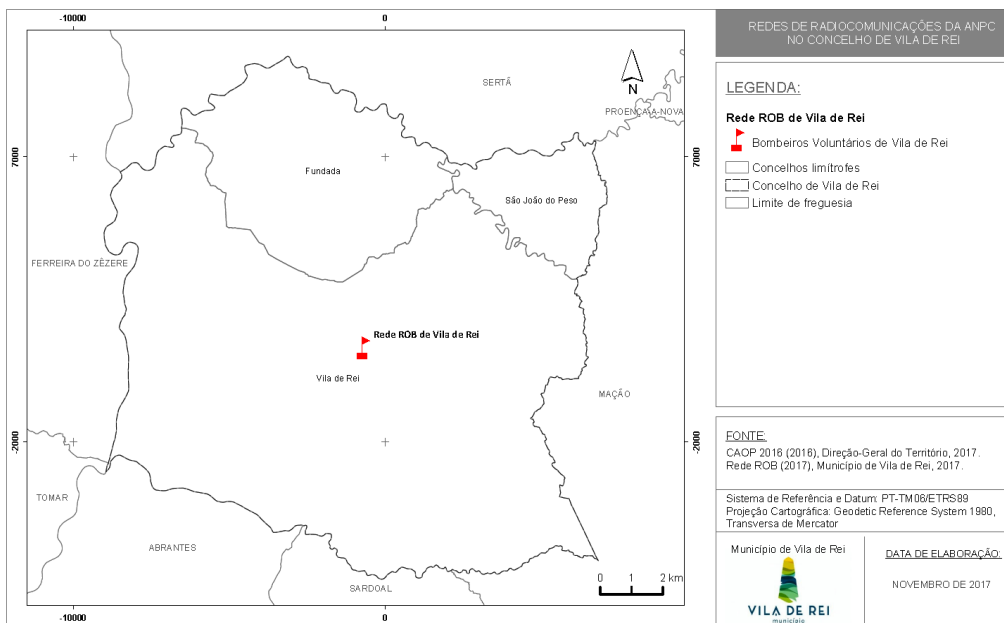 -10000
0
REDES DE RADIOCOMUNICAÇÕES DA ANPC
NO CONCELHO DE VILA DE REI
SERTÃ
N
PROENÇA-A-NOVA
7000
7000
Fundada
São João do Peso
FERREIRA DO ZÊZERE
Rede ROB de Vila de Rei
Vila de Rei
MAÇÃO
-2000
-2000
TOMAR
ABRANTES
SARDOAL
0 1 2 km
-10000
0
LEGENDA:
Rede ROB de Vila de Rei
Bombeiros Voluntários de Vila de Rei
Concelhos limítrofes
Concelho de Vila de Rei
Limite de freguesia
FONTE:
CAOP 2016 (2016), Direção-Geral do Território, 2017.
Rede ROB (2017), Município de Vila de Rei, 2017.
Sistema de Referência e Datum: PT-TM06/ETRS89
Projeção Cartográfica: Geodetic Reference System 1980,
Transversa de Mercator
Município de Vila de Rei
VILA DE REI
município
DATA DE ELABORAÇÃO:
NOVEMBRO DE 2017